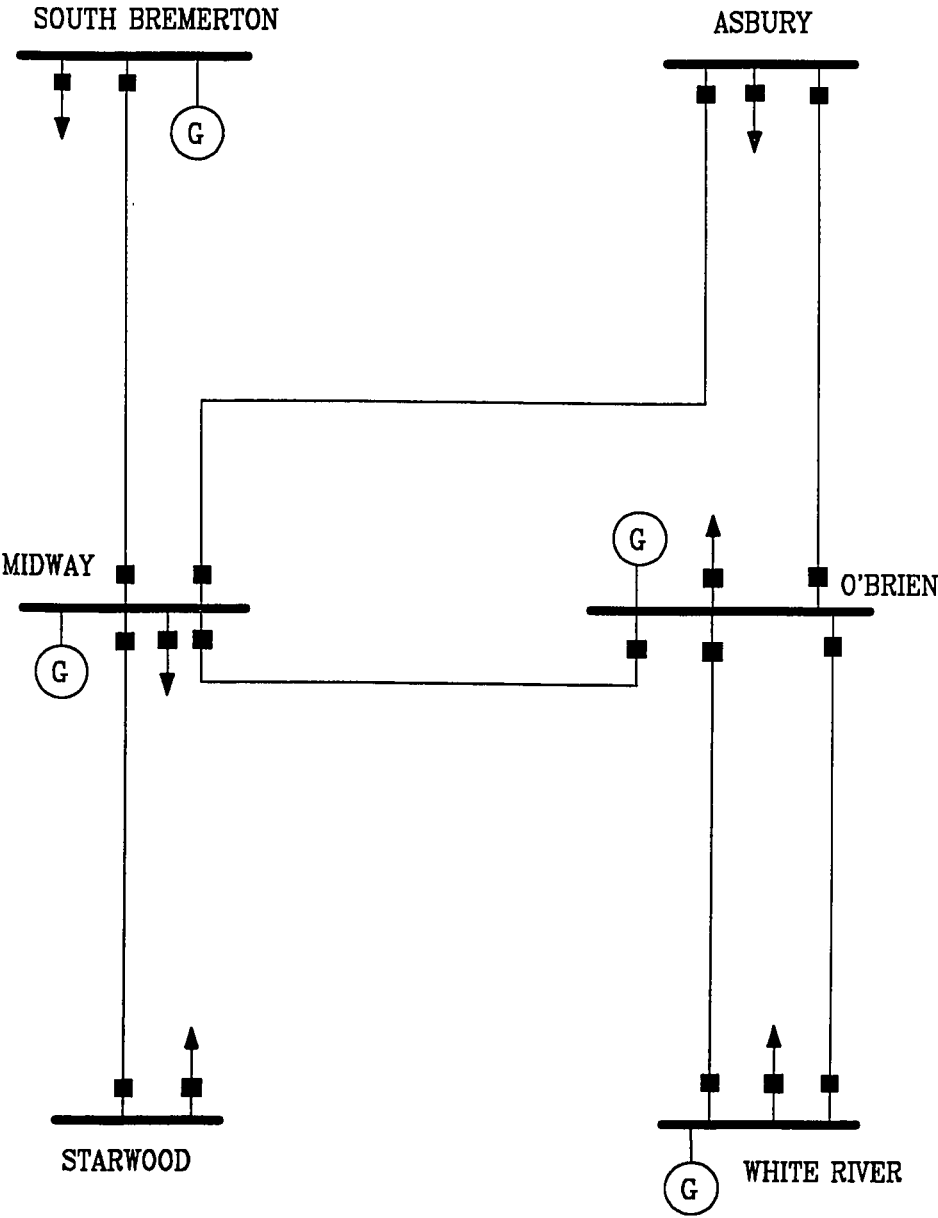 SOUTH BREMERTON
ASBURY
G
G
MIDWAY
O'BRIEN
G
STARWOOD
WHITE RIVER
G